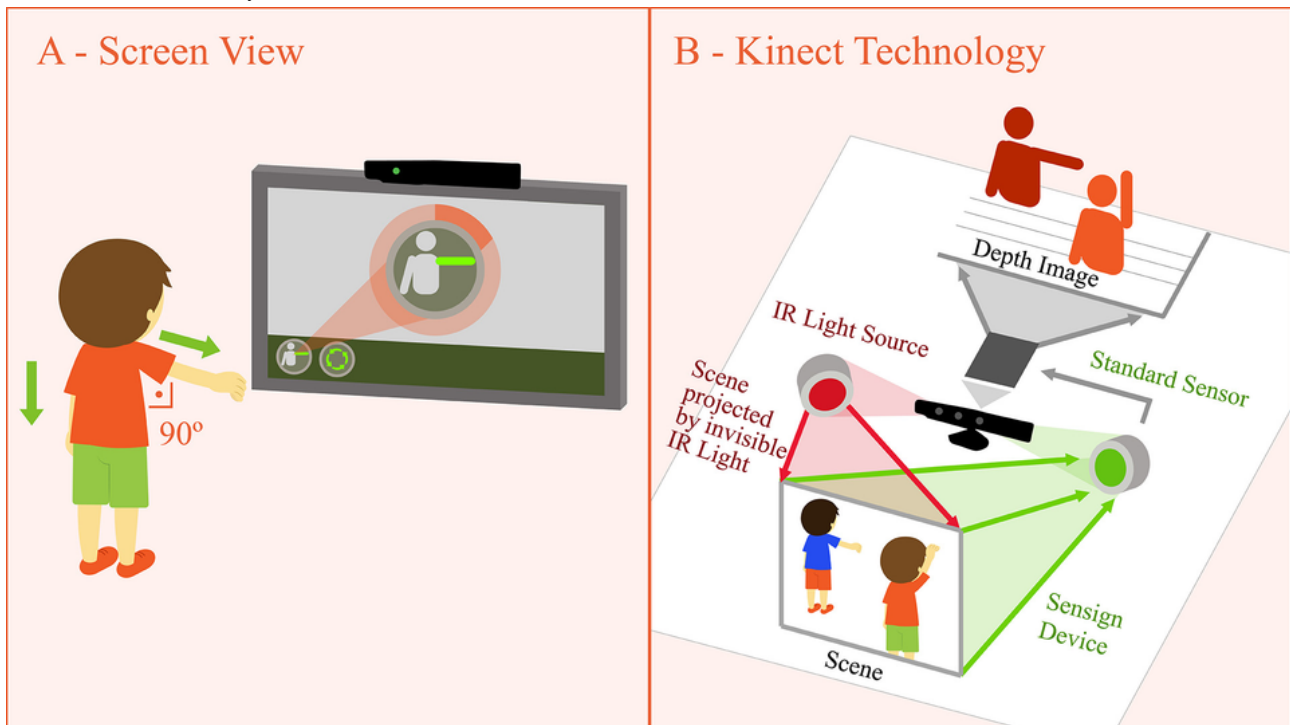 A - Screen View
90º
B - Kinect Technology
Depth Image
IR Light Source
Standard Sensor
Scene
projected
by invisible
IR Light
Sensign
Device
Scene